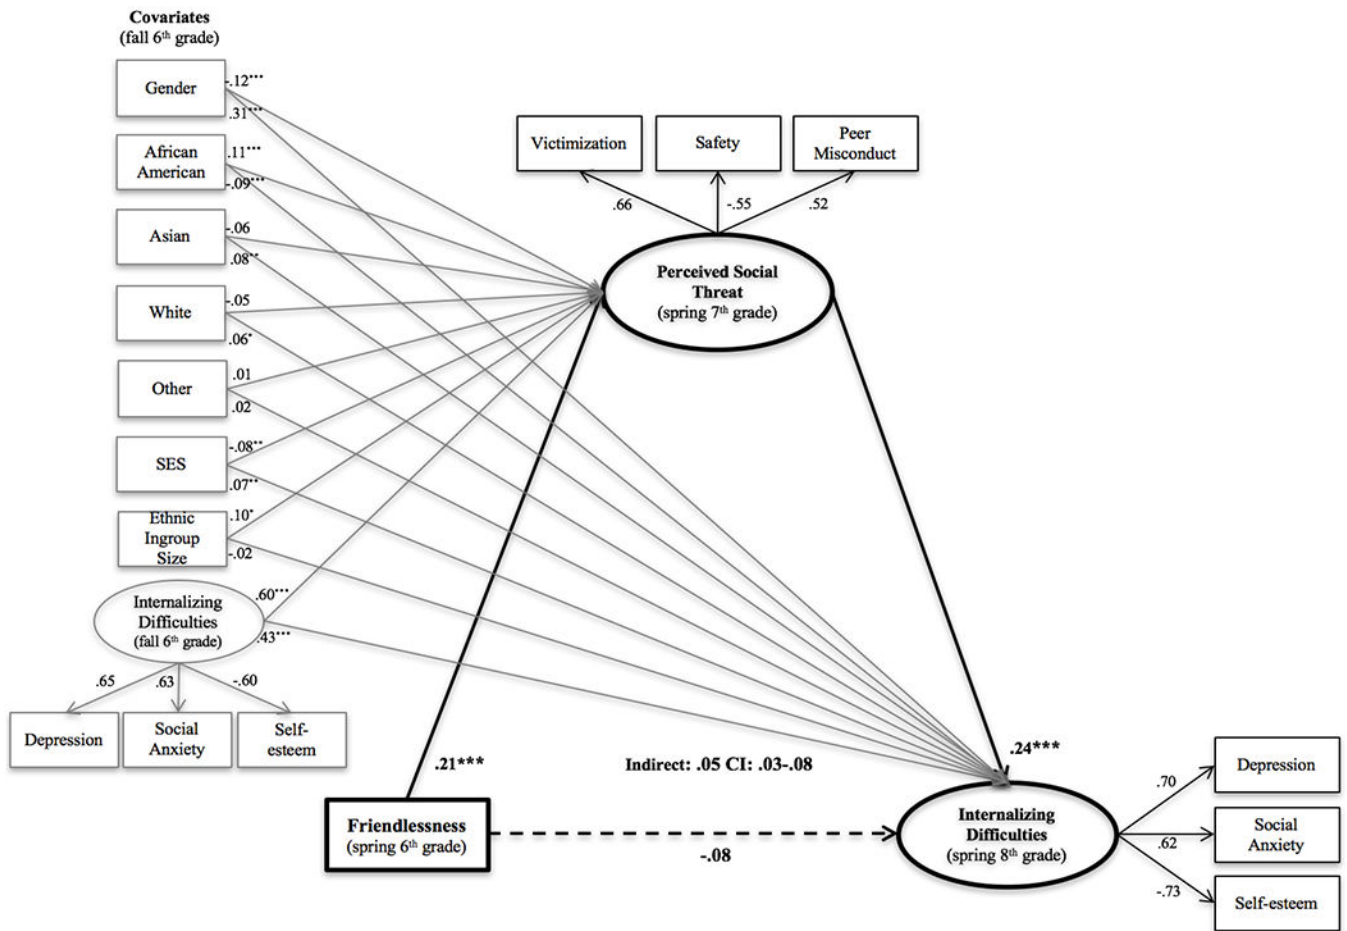 Covariates
(fall 6th grade)
Gender
-.12***
.31***
African
American
.11***
-.09***
Asian
-.06
.08**
White
-.05
.06*
Other
.01
.02
SES
-.08**
.07**
Ethnic
Ingroup
Size
.10*
-.02
Internalizing
Difficulties
(fall 6th grade)
.60***
.43***
.65
.63
-.60
Depression
Social
Anxiety
Self-
esteem
Victimization
Safety
Peer
Misconduct
.66
-.55
.52
Perceived Social
Threat
(spring 7th grade)
.21***
Indirect: .05 CI: .03-.08
.24***
Friendlessness
(spring 6th grade)
-.08
Internalizing
Difficulties
(spring 8th grade)
.70
.62
-.73
Depression
Social
Anxiety
Self-esteem